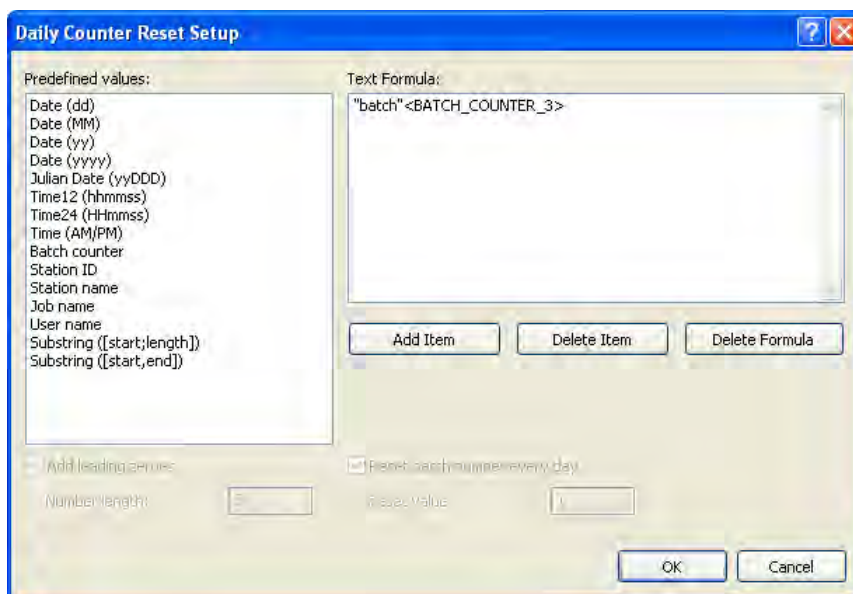 Daily Counter Reset Setup
Predefined values:
Date (dd)
Date (MM)
Date (yy)
Date (yyyy)
Julian Date (yyDDD)
Time12 (hhmmss)
Time24 (HHmmss)
Time (AM/PM)
Batch counter
Station ID
Station name
Job name
User name
Substring ([start;length])
Substring ([start,end])
Text Formula:
"batch"<BATCH_COUNTER_3>
Add Item
Delete Item
Delete Formula
Add leading zeroes
Number length:
Reset batch number every day
Reset value
OK
Cancel